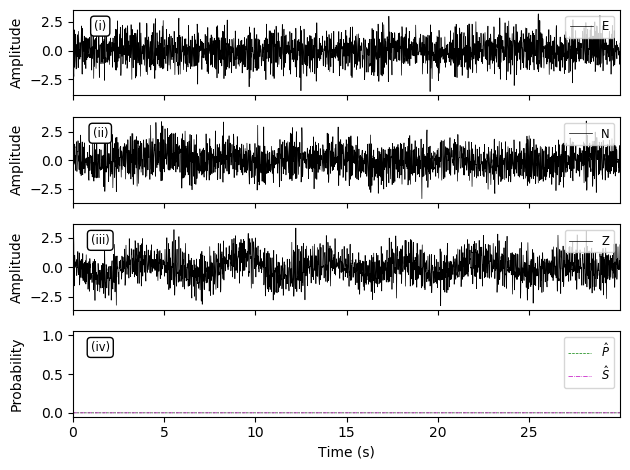 2.5
0.0
−2.5
Amplitude
(i)
E
2.5
0.0
−2.5
Amplitude
(ii)
N
2.5
0.0
−2.5
Amplitude
(iii)
Z
1.0
0.5
0.0
Probability
(iv)
P̂
Ŝ
0 5 10 15 20 25
Time (s)